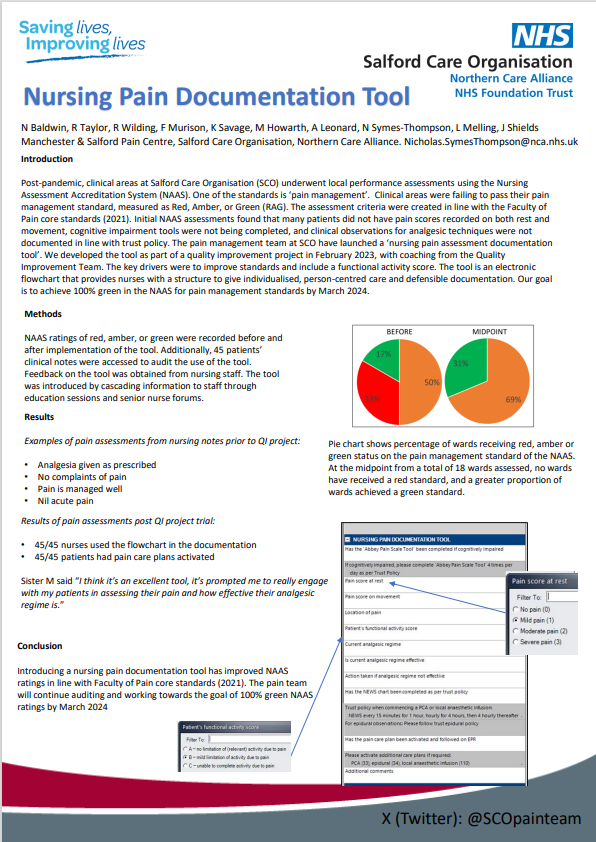 Saving lives,
Improving lives
NHS
Salford Care Organisation
Northern Care Alliance
NHS Foundation Trust
Nursing Pain Documentation Tool
N Baldwin, R Taylor, R Wilding, F Murison, K Savage, M Howarth, A Leonard, N Symes-Thompson, L Melling, J Shields
Manchester & Salford Pain Centre, Salford Care Organisation, Northern Care Alliance. Nicholas.SymesThompson@nca.nhs.uk
Introduction
Post-pandemic, clinical areas at Salford Care Organisation (SCO) underwent local performance assessments using the Nursing
Assessment Accreditation System (NAAS). One of the standards is 'pain management'. Clinical areas were failing to pass their pain
management standard, measured as Red, Amber, or Green (RAG). The assessment criteria were created in line with the Faculty of
Pain core standards (2021). Initial NAAS assessments found that many patients did not have pain scores recorded on both rest and
movement, cognitive impairment tools were not being completed, and clinical observations for analgesic techniques were not
documented in line with trust policy. The pain management team at SCO have launched a 'nursing pain assessment documentation
tool'. We developed the tool as part of a quality improvement project in February 2023, with coaching from the Quality
Improvement Team. The key drivers were to improve standards and include a functional activity score. The tool is an electronic
flowchart that provides nurses with a structure to give individualised, person-centred care and defensible documentation. Our goal
is to achieve 100% green in the NAAS for pain management standards by March 2024.
Methods
NAAS ratings of red, amber, or green were recorded before and
after implementation of the tool. Additionally, 45 patients'
clinical notes were accessed to audit the use of the tool.
Feedback on the tool was obtained from nursing staff. The tool
was introduced by cascading information to staff through
education sessions and senior nurse forums.
BEFORE
17%
50%
MIDPOINT
31%
69%
Pie chart shows percentage of wards receiving red, amber or
green status on the pain management standard of the NAAS.
At the midpoint from a total of 18 wards assessed, no wards
have received a red standard, and a greater proportion of
wards achieved a green standard.
Results
Examples of pain assessments from nursing notes prior to QI project:
• Analgesia given as prescribed
• No complaints of pain
• Pain is managed well
• Nil acute pain
Results of pain assessments post QI project trial:
• 45/45 nurses used the flowchart in the documentation
• 45/45 patients had pain care plans activated
Sister M said "I think it's an excellent tool, it's prompted me to really engage
with my patients in assessing their pain and how effective their analgesic
regime is."
Conclusion
Introducing a nursing pain documentation tool has improved NAAS
ratings in line with Faculty of Pain core standards (2021). The pain team
will continue auditing and working towards the goal of 100% green NAAS
ratings by March 2024
NURSING PAIN DOCUMENTATION TOOL
Has the 'Abbey Pain Scale Tool' been completed if cognitively impaired
If cognitively impaired, please complete 'Abbey Pain Scale Tool' 4 times per
day as per Trust Policy
Pain score at rest
Pain score on movement
Location of pain
Patient's functional activity score
Current analgesic regime
Is current analgesic regime effective
Action taken if analgesic regime not effective
Has the NEWS chart been completed as per trust policy
Trust policy when commencing a PCA or local anaesthetic infusion:
NEWS every 15 minutes for 1 hour, hourly for 4 hours, then 4 hourly thereafter
For epidural observations: Please follow trust epidural policy
Has the pain care plan been activated and followed on EPR
Please activate additional care plans if required:
PCA (33), epidural (34), local anaesthetic infusion (110)
Additional comments
Pain score at rest
Filter To:
No pain (0)
Mild pain (1)
Moderate pain (2)
Severe pain (3)
Patient's functional activity score
Filter To:
A = no limitation of (relevant) activity due to pain
B = mild limitation of activity due to pain
C = unable to complete activity due to pain
X (Twitter): @SCOpainteam